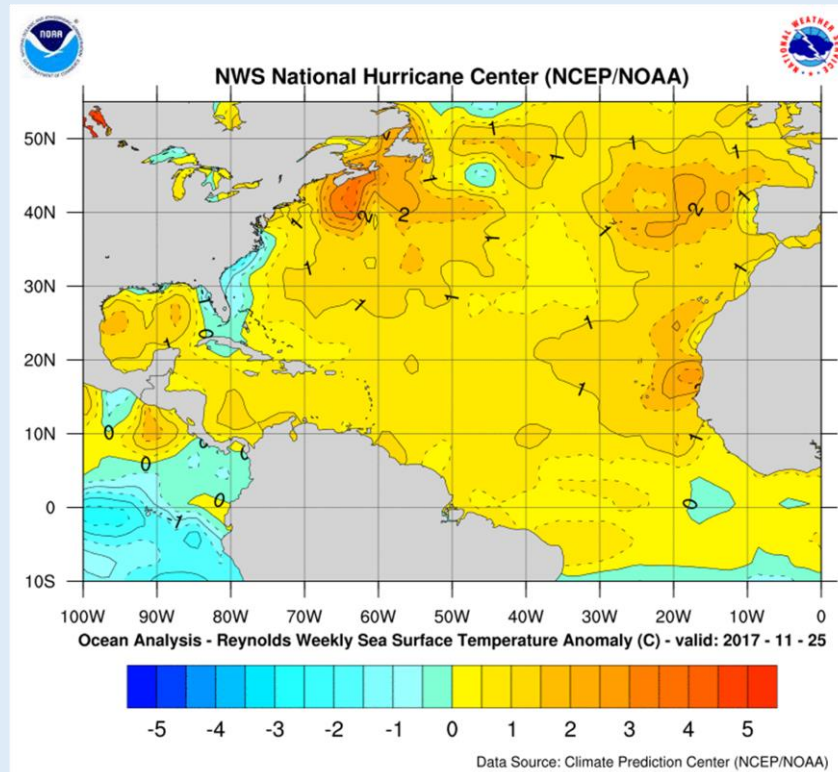 NOAA
NWS National Hurricane Center (NCEP/NOAA)
50N
40N
30N
20N
10N
0
10S
100W 90W 80W 70W 60W 50W 40W 30W 20W 10W 0
Ocean Analysis - Reynolds Weekly Sea Surface Temperature Anomaly (C) - valid: 2017 - 11 - 25
-5 -4 -3 -2 -1 0 1 2 3 4 5
Data Source: Climate Prediction Center (NCEP/NOAA)